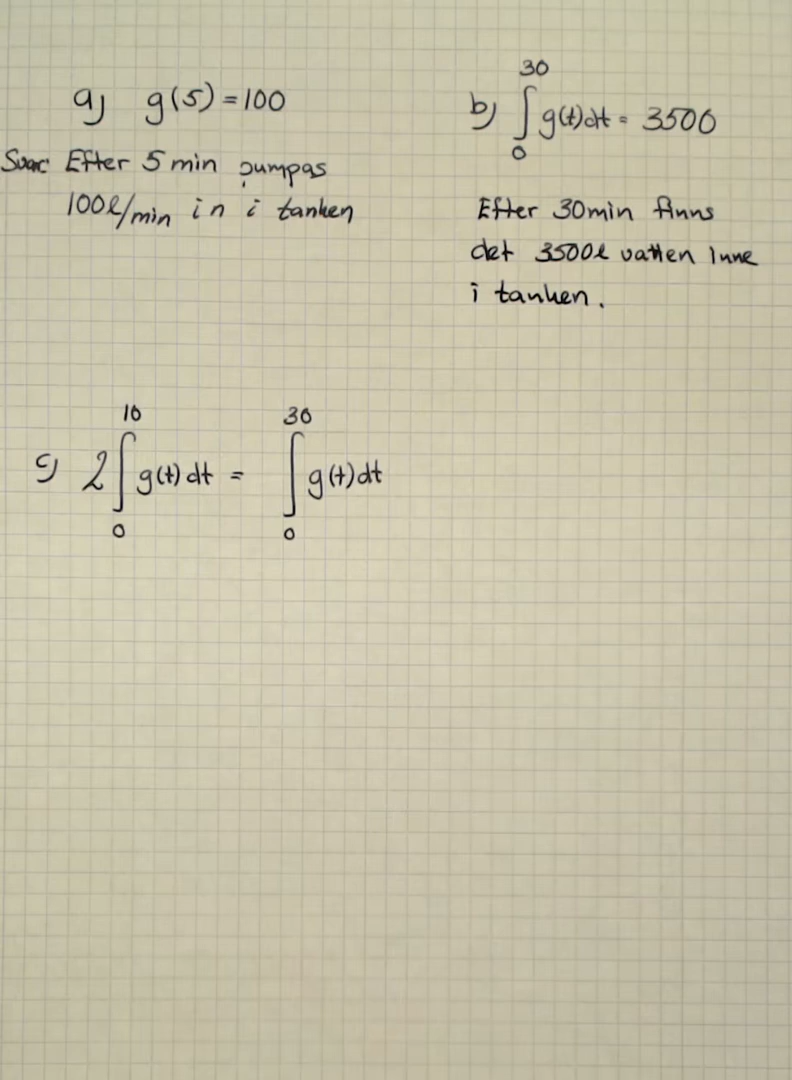 a) g(5) = 100
Svar: Efter 5 min pumpas
100l/min in i tanken
b) ∫₀³⁰ g(t)dt = 3500
Efter 30min finns
det 3500l vatten inne
i tanken.
c) 2∫₀¹⁰ g(t) dt = ∫₀³⁰ g(t)dt